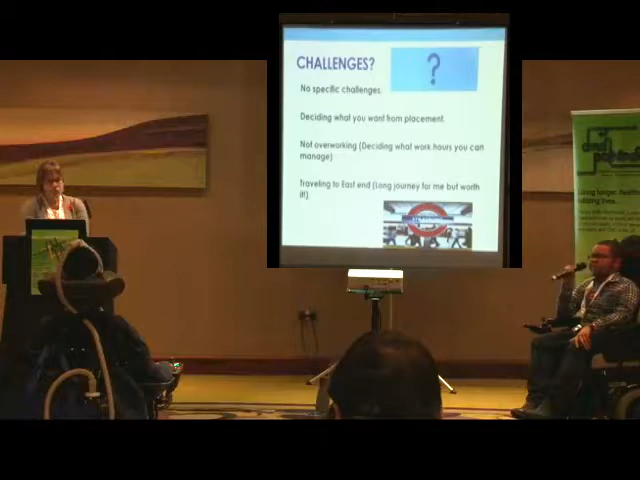 CHALLENGES?
?
No specific challenges.
Deciding what you want from placement.
Not overworking (Deciding what work hours you can
manage)
Traveling to East end (Long journey for me but worth
it!)